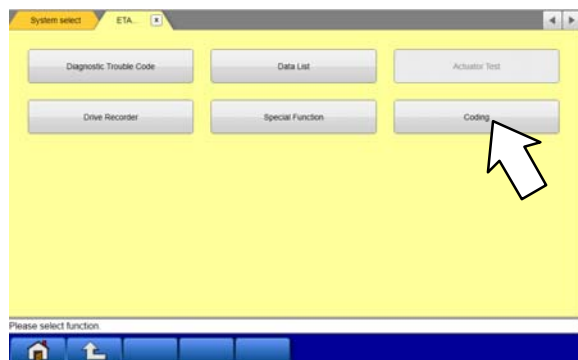 System select ETA...
Diagnostic Trouble Code Data List Actuator Test
Drive Recorder Special Function Coding
Please select function.